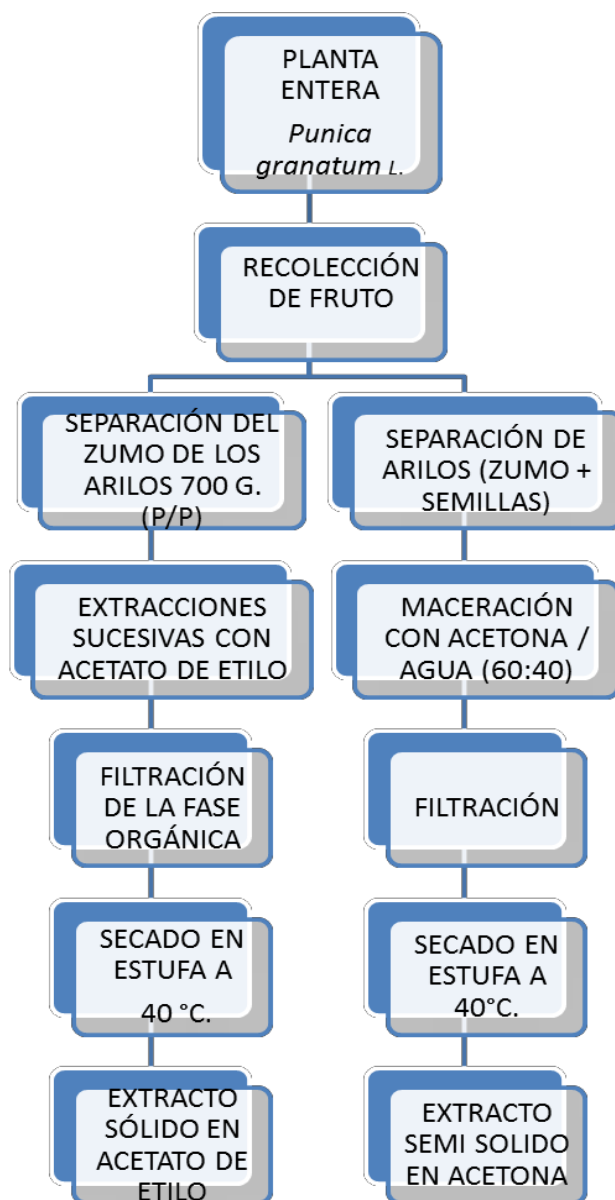 PLANTA
ENTERA
Punica
granatum L.
RECOLECCIÓN
DE FRUTO
SEPARACIÓN DEL
ZUMO DE LOS
ARILOS 700 G.
(P/P)
SEPARACIÓN DE
ARILOS (ZUMO +
SEMILLAS)
EXTRACCIONES
SUCESIVAS CON
ACETATO DE ETILO
MACERACIÓN
CON ACETONA /
AGUA (60:40)
FILTRACIÓN
DE LA FASE
ORGÁNICA
FILTRACIÓN
SECADO EN
ESTUFA A
40 °C.
SECADO EN
ESTUFA A
40°C.
EXTRACTO
SÓLIDO EN
ACETATO DE
ETILO
EXTRACTO
SEMI SOLIDO
EN ACETONA